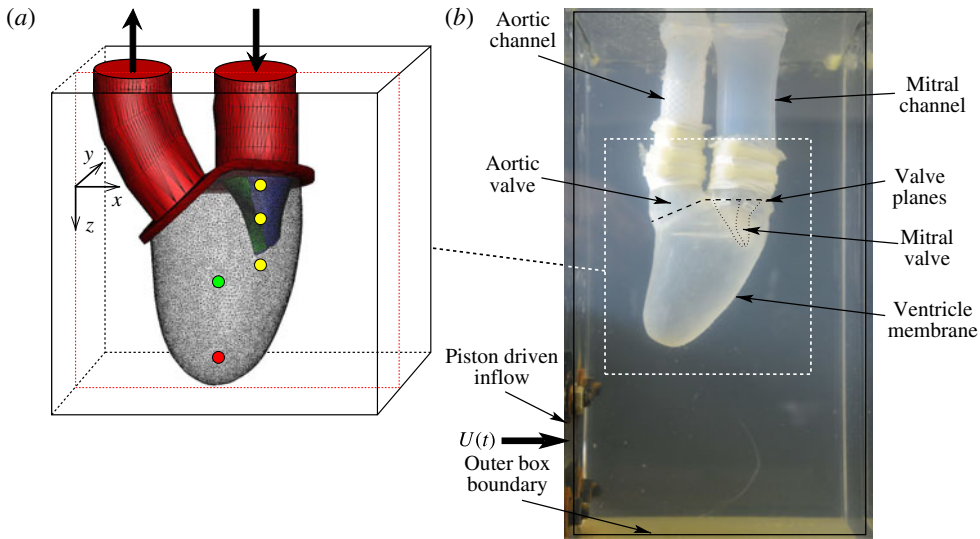 (a)
y
x
z
(b)
Aortic
channel
Mitral
channel
Aortic
valve
Valve
planes
Mitral
valve
Ventricle
membrane
Piston driven
inflow
U(t)
Outer box
boundary